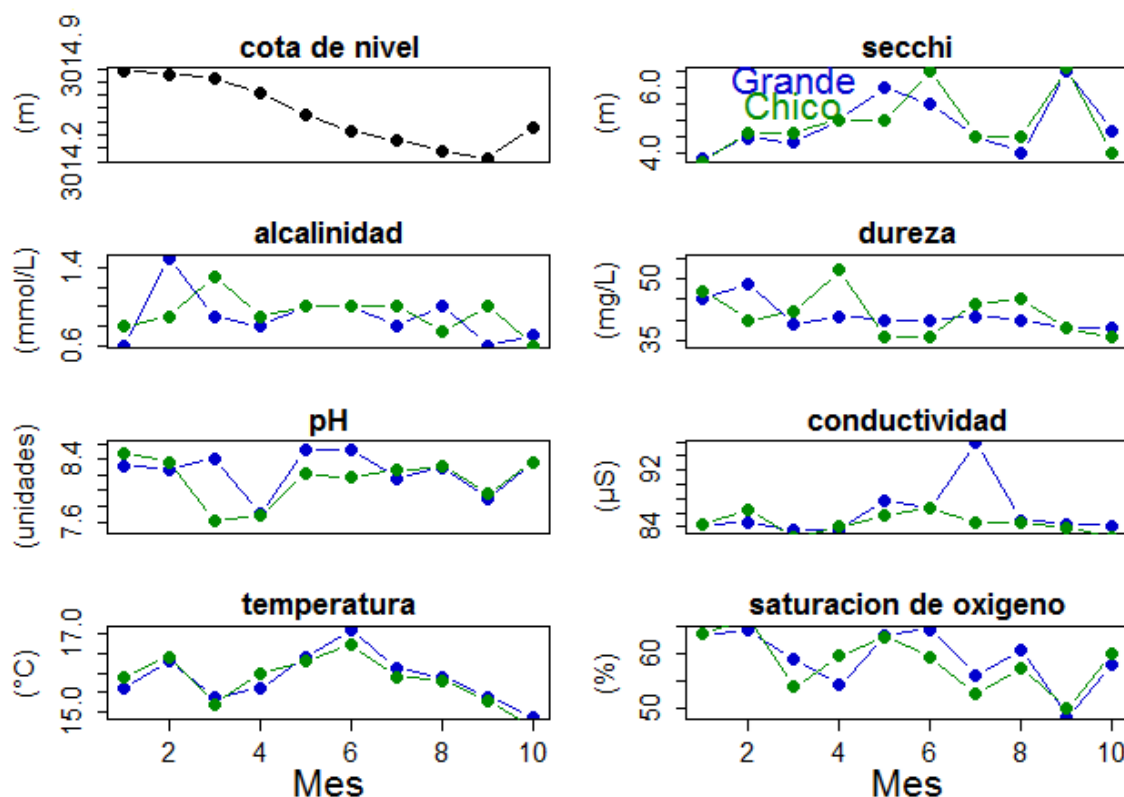 cota de nivel
(m)
3014.2 3014.9
secchi
Grande
Chico
(m)
4.0 6.0
alcalinidad
(mmol/L)
0.6 1.4
dureza
(mg/L)
35 50
pH
(unidades)
7.6 8.4
conductividad
(µS)
84 92
temperatura
(°C)
15.0 17.0
2 4 6 8 10
Mes
saturacion de oxigeno
(%)
50 60
2 4 6 8 10
Mes